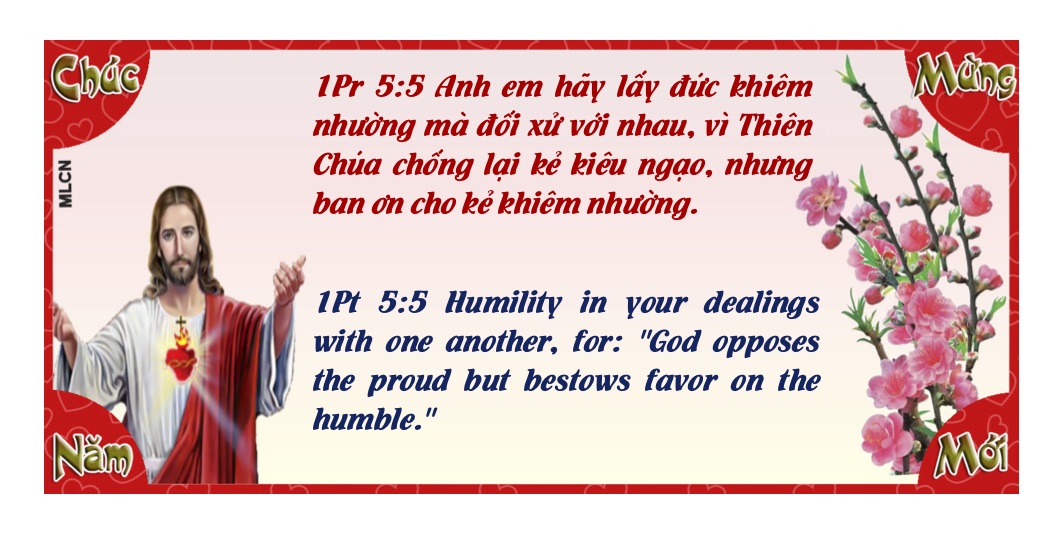 Chúc
Mừng
MLCN
1Pr 5:5 Anh em hãy lấy đức khiêm
nhường mà đối xử với nhau, vì Thiên
Chúa chống lại kẻ kiêu ngạo, nhưng
ban ơn cho kẻ khiêm nhường.
1Pt 5:5 Humility in your dealings
with one another, for: "God opposes
the proud but bestows favor on the
humble."
Năm
Mới